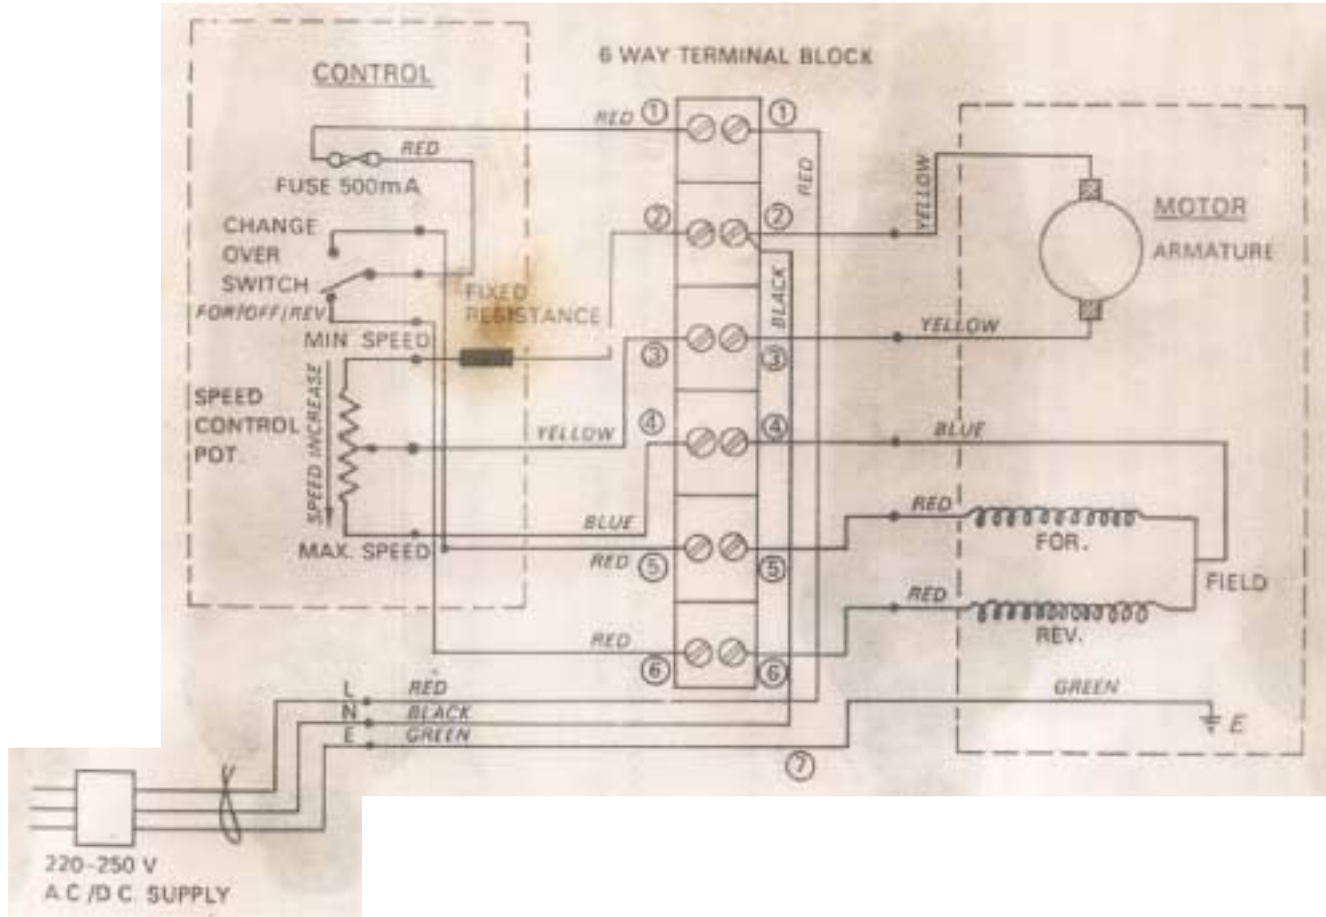 6 WAY TERMINAL BLOCK
CONTROL
RED
1
1
RED
FUSE 500mA
RED
YELLOW
MOTOR
ARMATURE
2
2
CHANGE
OVER
SWITCH
FOR/OFF/REV.
FIXED
RESISTANCE
BLACK
MIN SPEED
3
3
YELLOW
SPEED
CONTROL
POT.
SPEED INCREASE
YELLOW
4
4
BLUE
BLUE
MAX. SPEED
RED
5
5
RED
FOR.
FIELD
RED
REV.
RED
6
6
L RED
N BLACK
E GREEN
GREEN
E
7
220-250 V
A C /D C SUPPLY